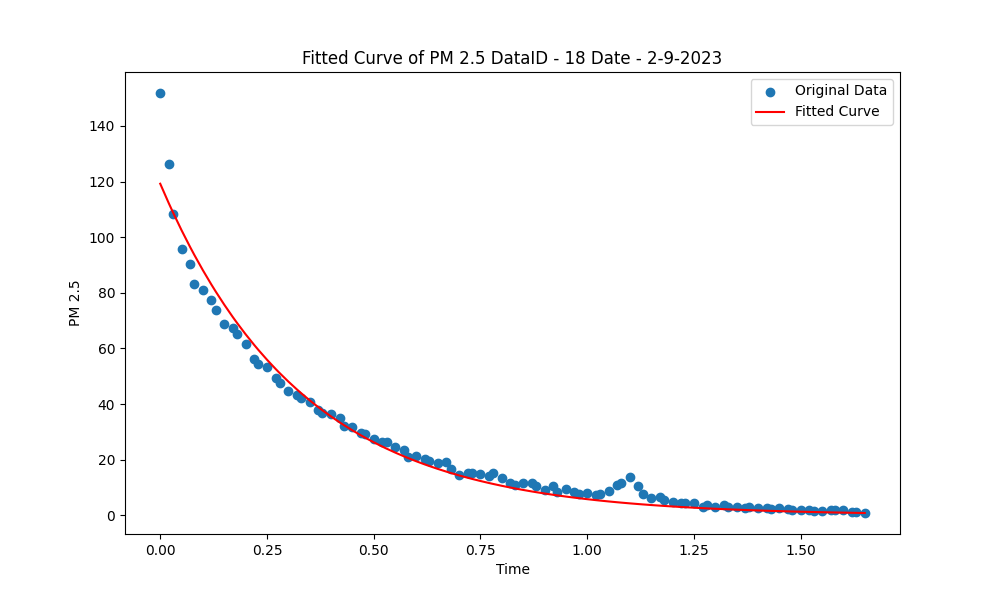 Fitted Curve of PM 2.5 DataID - 18 Date - 2-9-2023
Original Data
Fitted Curve
140
120
100
80
60
40
20
0
PM 2.5
0.00 0.25 0.50 0.75 1.00 1.25 1.50
Time